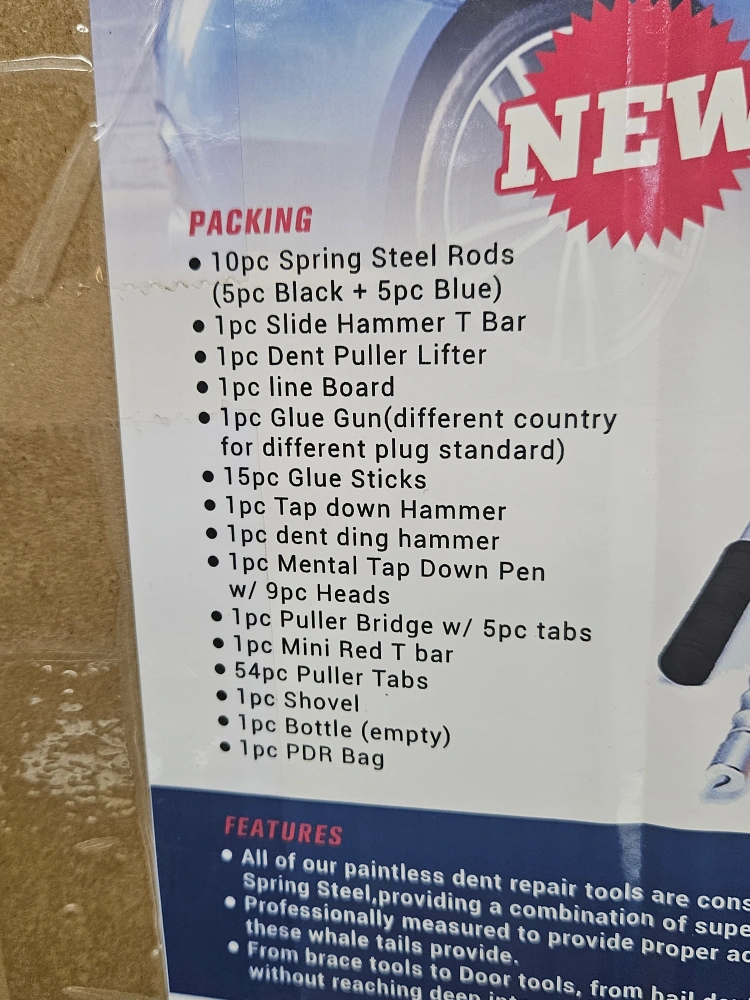 NEW
PACKING
● 10pc Spring Steel Rods
(5pc Black + 5pc Blue)
● 1pc Slide Hammer T Bar
● 1pc Dent Puller Lifter
● 1pc line Board
● 1pc Glue Gun(different country
for different plug standard)
● 15pc Glue Sticks
● 1pc Tap down Hammer
● 1pc dent ding hammer
● 1pc Mental Tap Down Pen
w/ 9pc Heads
● 1pc Puller Bridge w/ 5pc tabs
● 1pc Mini Red T bar
● 54pc Puller Tabs
● 1pc Shovel
● 1pc Bottle (empty)
● 1pc PDR Bag
FEATURES
● All of our paintless dent repair tools are cons
Spring Steel,providing a combination of supe
● Professionally measured to provide proper ac
these whale tails provide.
● From brace tools to Door tools, from hail
without reaching deep